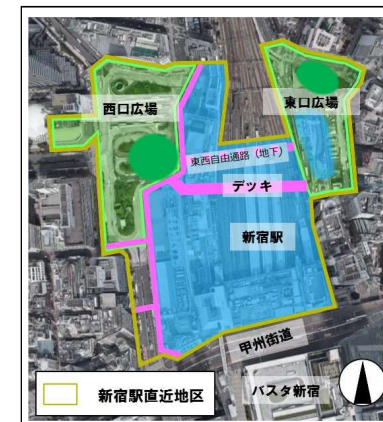 西口広場
東口広場
東西自由通路（地下）
デッキ
新宿駅
甲州街道
新宿駅直近地区
バスタ新宿